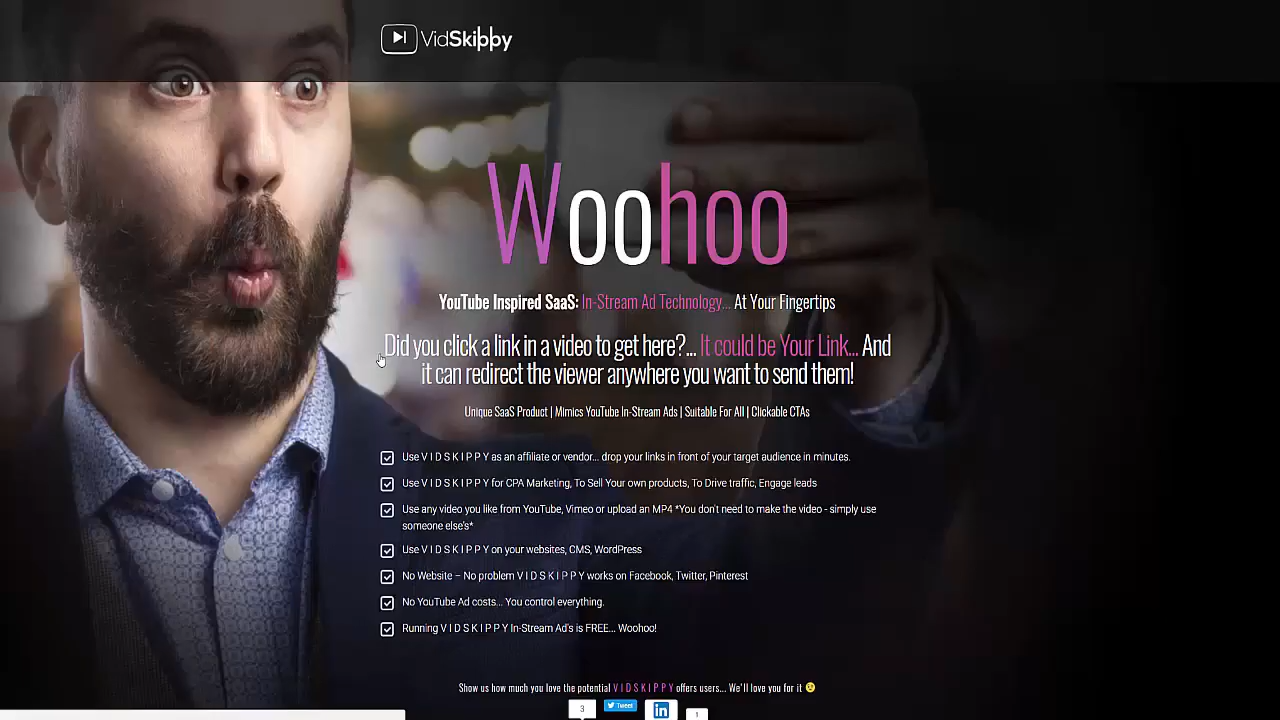 VidSkippy
Woohoo
YouTube Inspired SaaS: In-Stream Ad Technology... At Your Fingertips
Did you click a link in a video to get here?... It could be Your Link... And
it can redirect the viewer anywhere you want to send them!
Unique SaaS Product | Mimics YouTube In-Stream Ads | Suitable For All | Clickable CTAs
Use V I D S K I P P Y as an affiliate or vendor... drop your links in front of your target audience in minutes.
Use V I D S K I P P Y for CPA Marketing, To Sell Your own products, To Drive traffic, Engage leads
Use any video you like from YouTube, Vimeo or upload an MP4 *You don't need to make the video - simply use
someone else's*
Use V I D S K I P P Y on your websites, CMS, WordPress
No Website – No problem V I D S K I P P Y works on Facebook, Twitter, Pinterest
No YouTube Ad costs... You control everything.
Running V I D S K I P P Y In-Stream Ad's is FREE... Woohoo!
Show us how much you love the potential V I D S K I P P Y offers users... We'll love you for it 😉
3 Tweet in 1